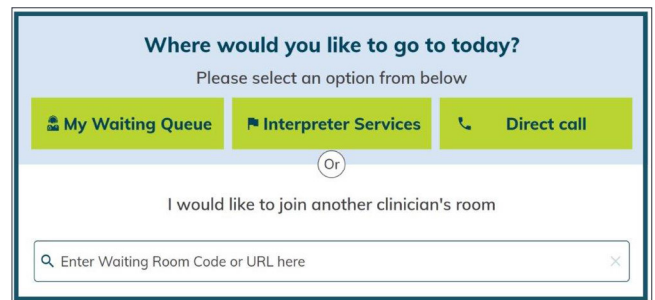 Where would you like to go to today?
Please select an option from below
My Waiting Queue
Interpreter Services
Direct call
Or
I would like to join another clinician's room
Enter Waiting Room Code or URL here